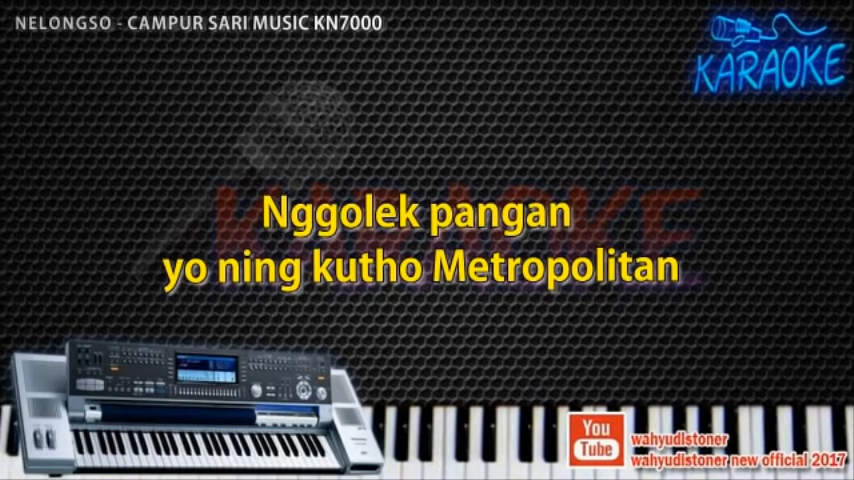 NELONGSO - CAMPUR SARI MUSIC KN7000
KARAOKE
KARAOKE
Nggolek pangan
yo ning kutho Metropolitan
You
Tube
wahyudistoner
wahyudistoner new official 2017